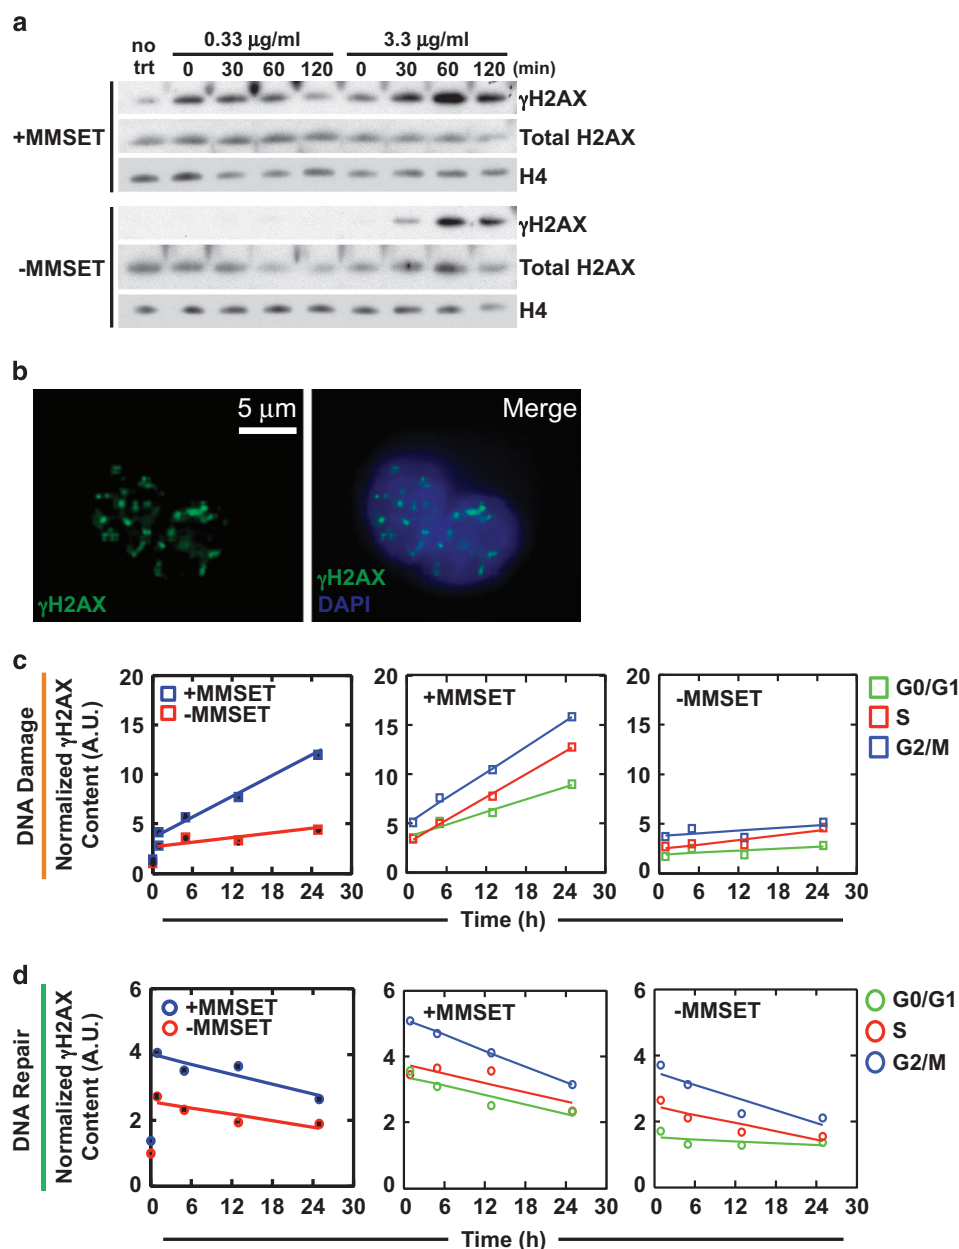 a
no trt
0.33 μg/ml
3.3 μg/ml
0 30 60 120 0 30 60 120 (min)
+MMSET
γH2AX
Total H2AX
H4
-MMSET
γH2AX
Total H2AX
H4
b
5 μm
Merge
γH2AX
γH2AX
DAPI
c
DNA Damage
Normalized γH2AX
Content (A.U.)
20
15
10
5
0
+MMSET
-MMSET
0 6 12 18 24 30
20
15
10
5
0
+MMSET
0 6 12 18 24 30
20
15
10
5
0
-MMSET
0 6 12 18 24 30
G0/G1
S
G2/M
Time (h)
d
DNA Repair
Normalized γH2AX
Content (A.U.)
6
4
2
0
+MMSET
-MMSET
0 6 12 18 24 30
6
4
2
0
+MMSET
0 6 12 18 24 30
6
4
2
0
-MMSET
0 6 12 18 24 30
G0/G1
S
G2/M
Time (h)